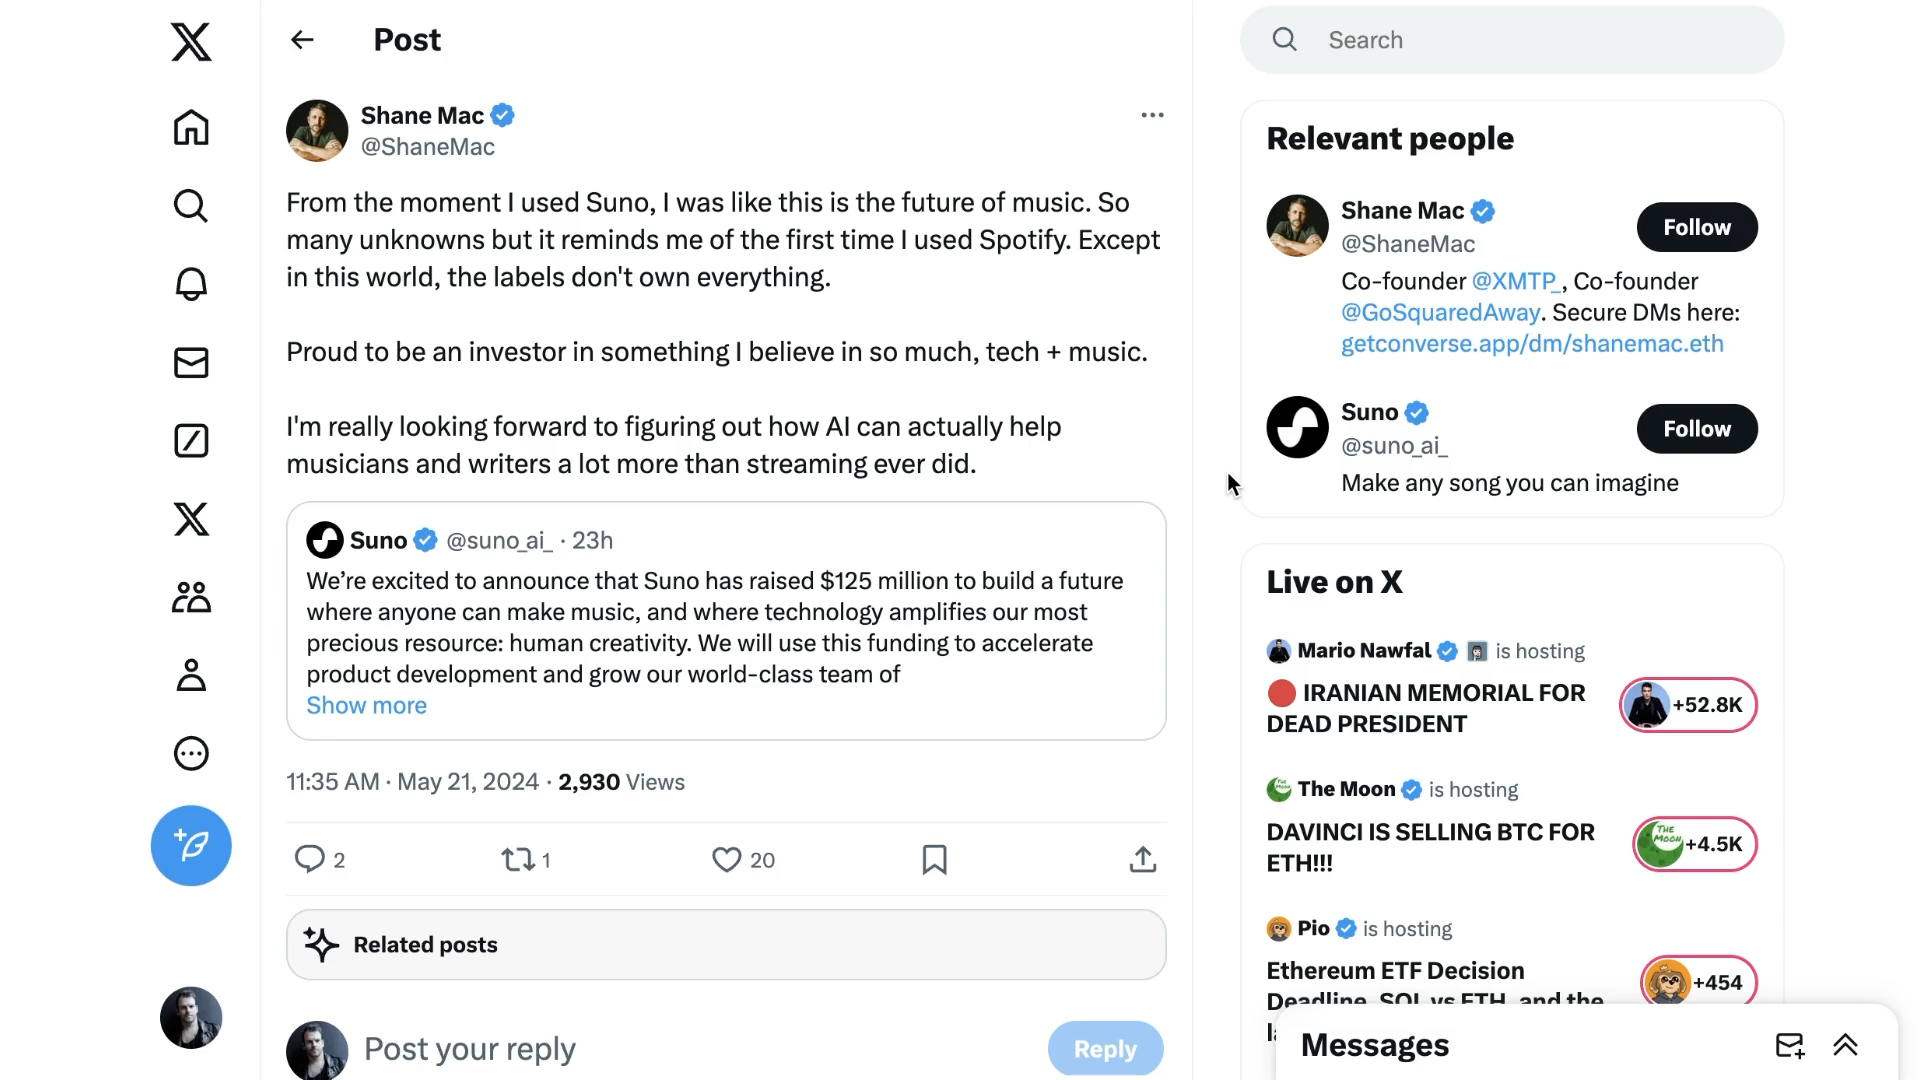 Post
Search
Shane Mac
@ShaneMac
From the moment I used Suno, I was like this is the future of music. So
many unknowns but it reminds me of the first time I used Spotify. Except
in this world, the labels don't own everything.
Proud to be an investor in something I believe in so much, tech + music.
I'm really looking forward to figuring out how AI can actually help
musicians and writers a lot more than streaming ever did.
Suno @suno_ai_ · 23h
We’re excited to announce that Suno has raised $125 million to build a future
where anyone can make music, and where technology amplifies our most
precious resource: human creativity. We will use this funding to accelerate
product development and grow our world-class team of
Show more
11:35 AM · May 21, 2024 · 2,930 Views
2
1
20
Related posts
Post your reply
Reply
Relevant people
Shane Mac
@ShaneMac
Follow
Co-founder @XMTP_, Co-founder
@GoSquaredAway. Secure DMs here:
getconverse.app/dm/shanemac.eth
Suno
@suno_ai_
Follow
Make any song you can imagine
Live on X
Mario Nawfal is hosting
IRANIAN MEMORIAL FOR
DEAD PRESIDENT
+52.8K
The Moon is hosting
DAVINCI IS SELLING BTC FOR
ETH!!!
THE
MOON
+4.5K
Pio is hosting
Ethereum ETF Decision
Deadline, SOL vs ETH, and the
+454
Messages